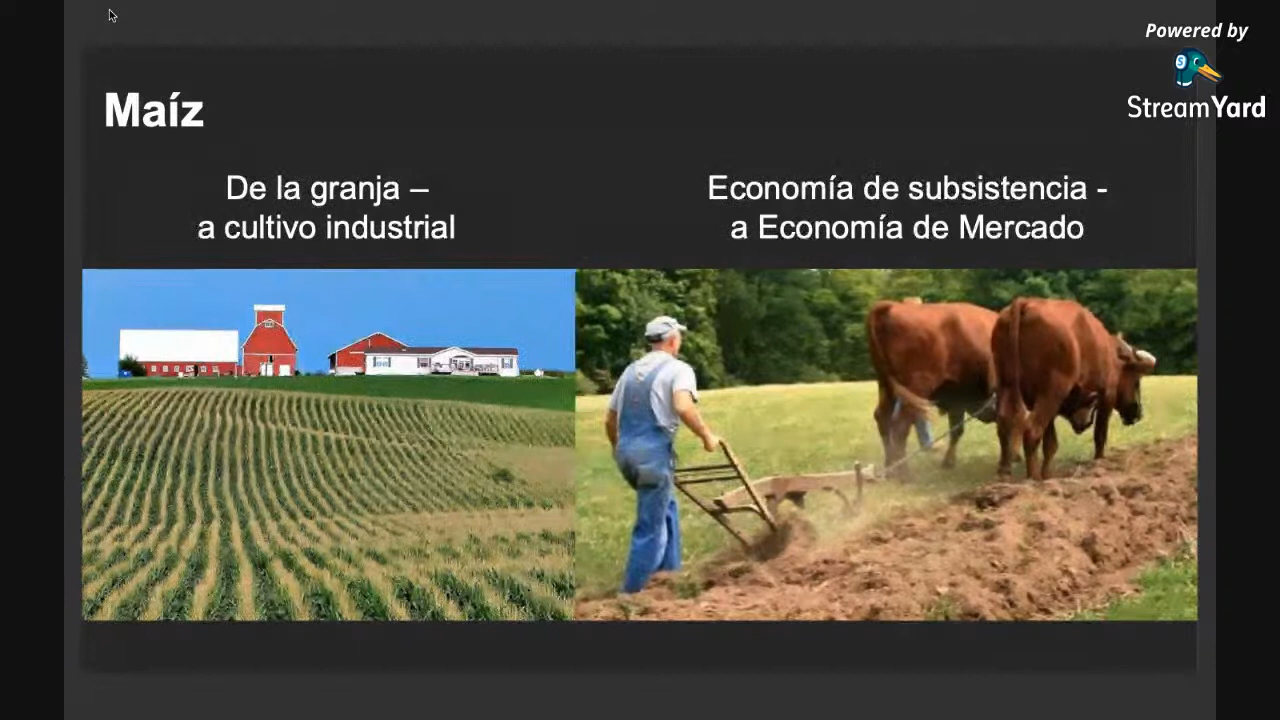 Powered by
StreamYard
Maíz
De la granja –
a cultivo industrial
Economía de subsistencia -
a Economía de Mercado